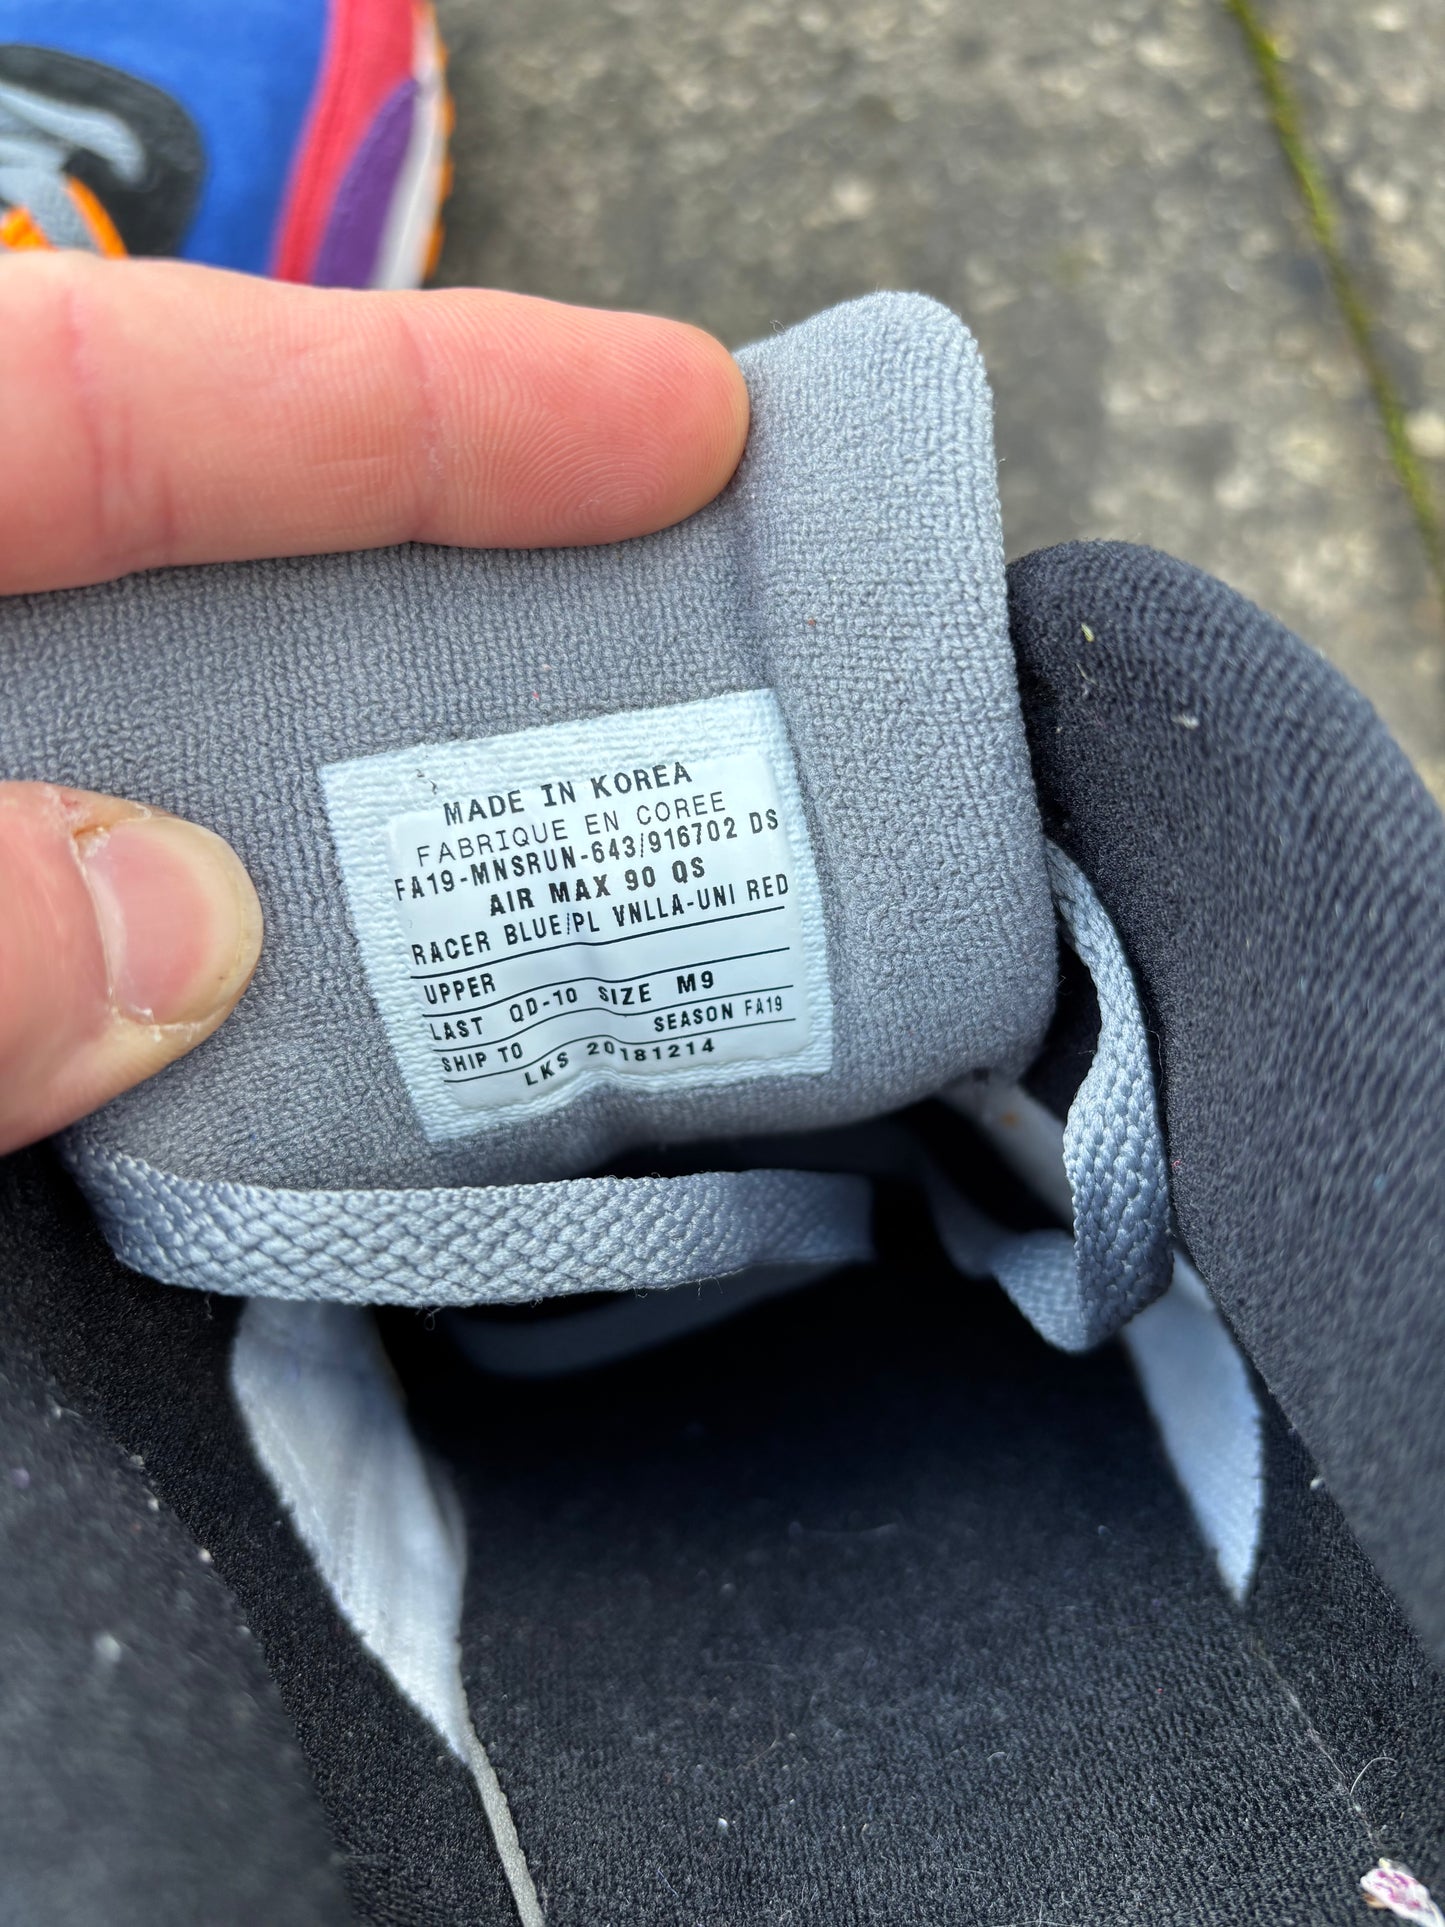 MADE IN KOREA
FABRIQUE EN COREE
FA19-MNSRUN-643/916702 DS
AIR MAX 90 QS
RACER BLUE/PL VNLLA-UNI RED
UPPER
LAST QD-10 SIZE M9
SHIP TO SEASON FA19
LKS 20181214